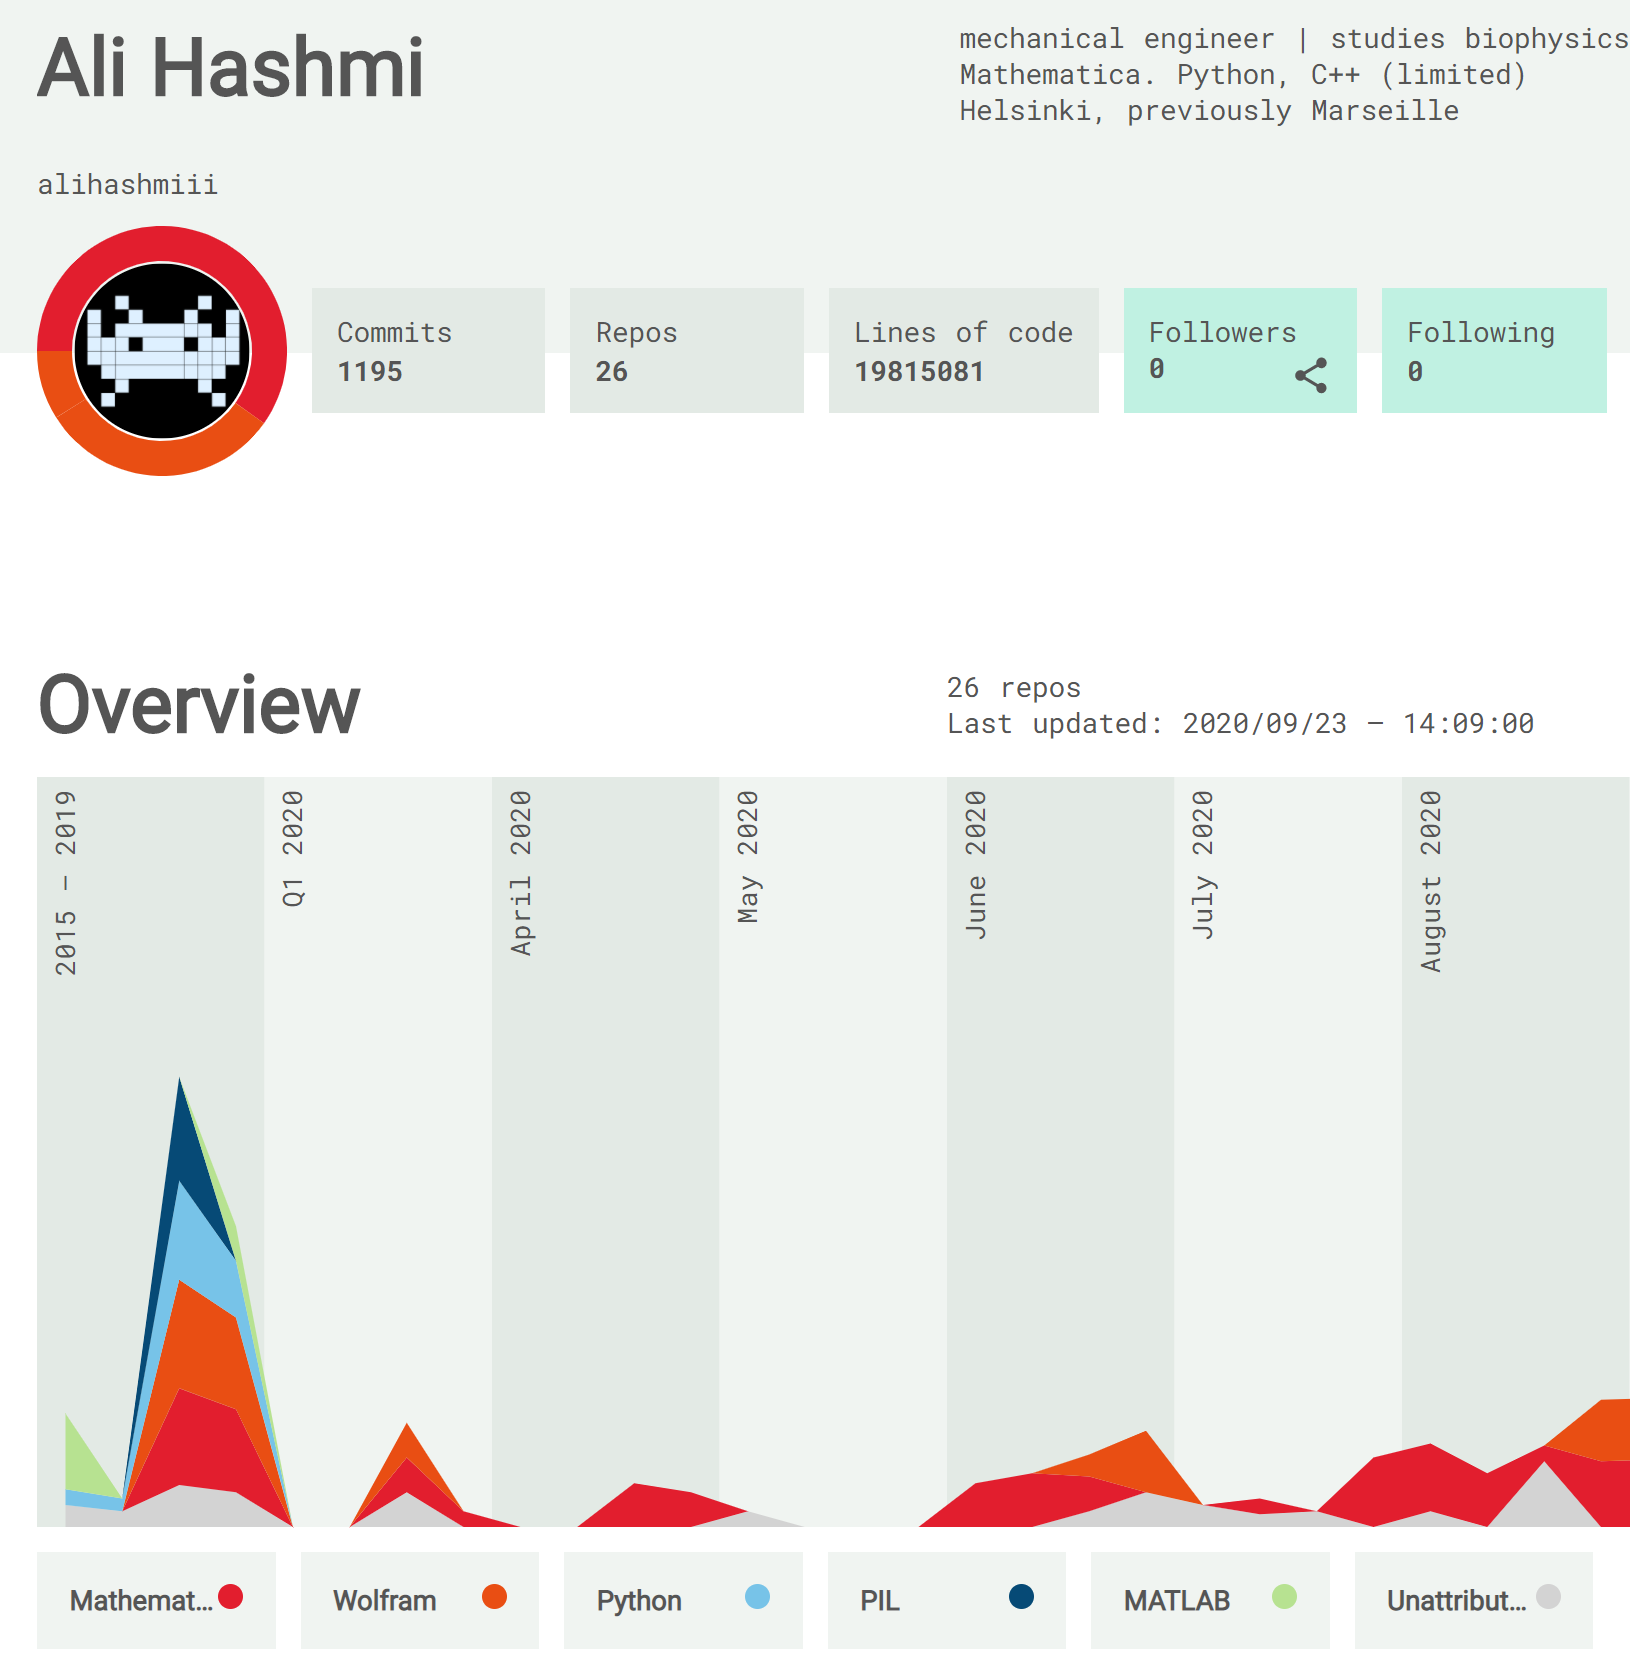 Ali Hashmi
mechanical engineer | studies biophysics
Mathematica. Python, C++ (limited)
Helsinki, previously Marseille
alihashmiii
Commits
1195
Repos
26
Lines of code
19815081
Followers
0
Following
0
Overview
26 repos
Last updated: 2020/09/23 – 14:09:00
2015 – 2019
Q1 2020
April 2020
May 2020
June 2020
July 2020
August 2020
Mathemat...
Wolfram
Python
PIL
MATLAB
Unattribut...